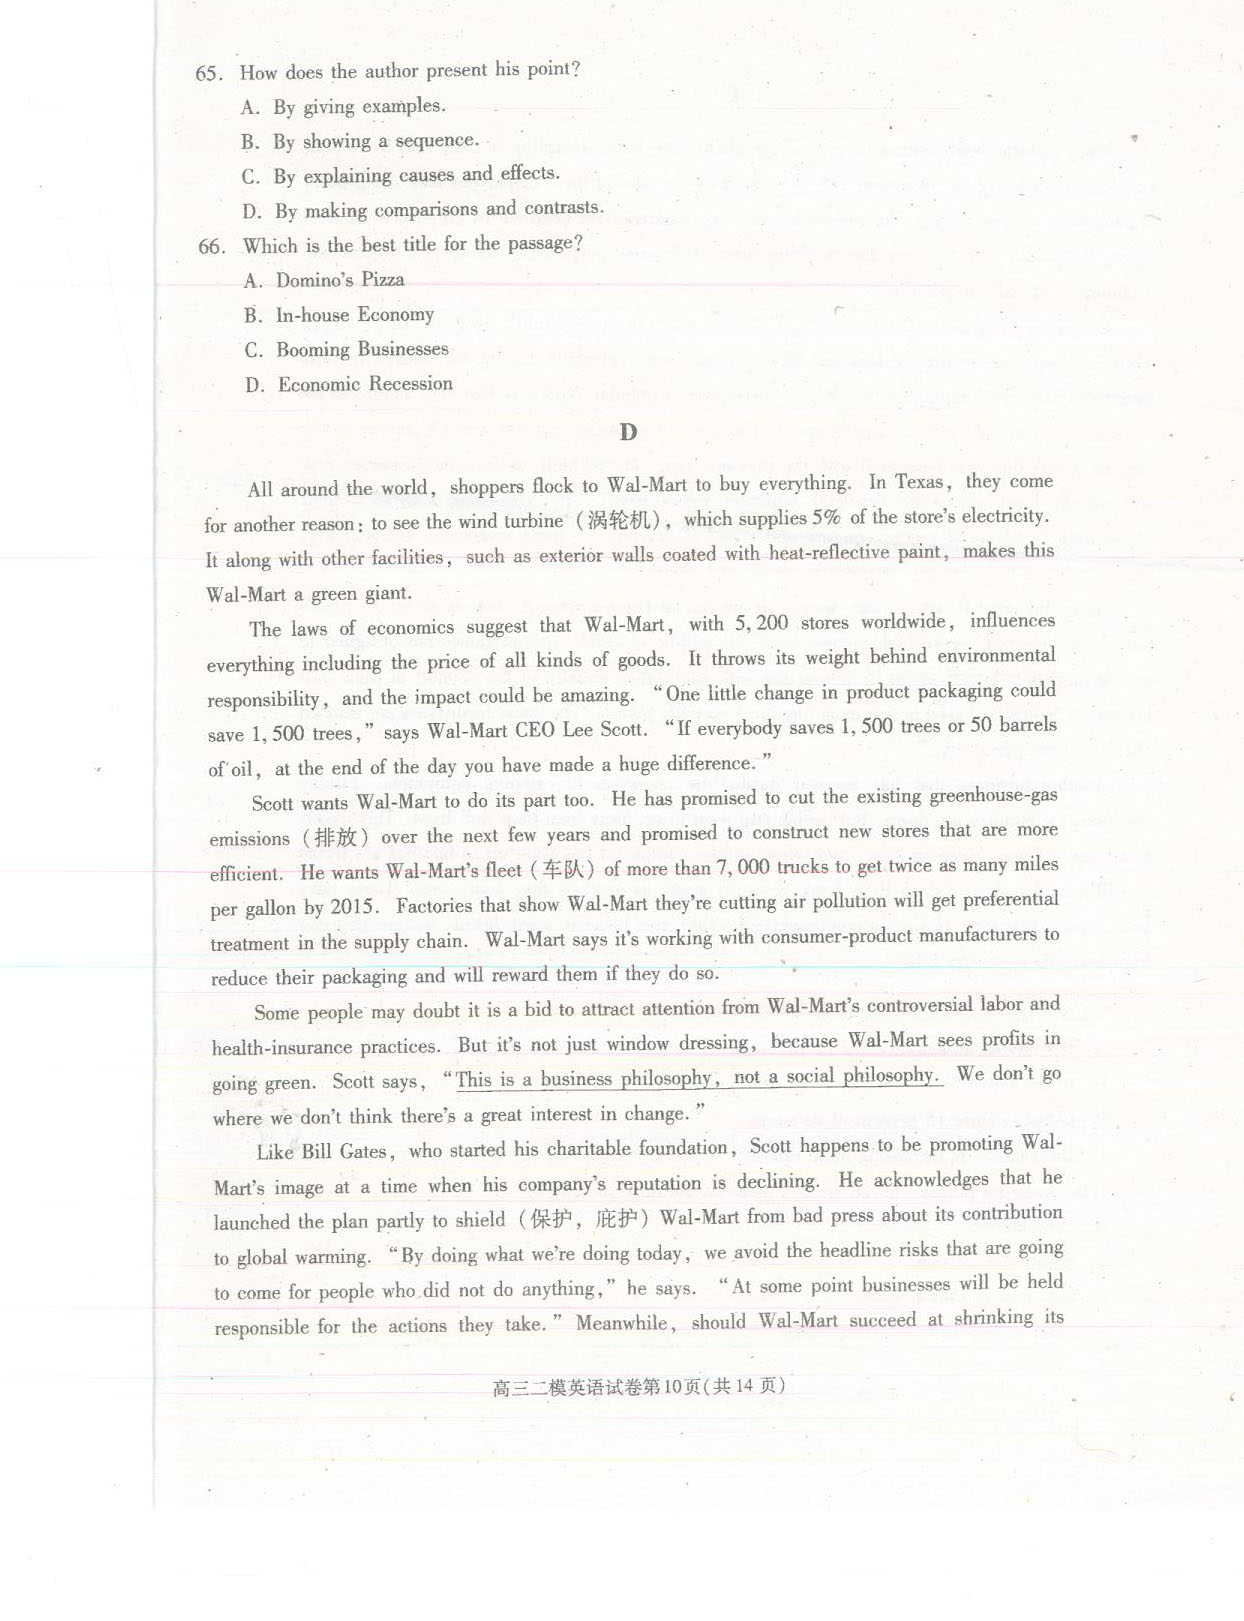 65. How does the author present his point?
A. By giving examples.
B. By showing a sequence.
C. By explaining causes and effects.
D. By making comparisons and contrasts.
66. Which is the best title for the passage?
A. Domino's Pizza
B. In-house Economy
C. Booming Businesses
D. Economic Recession
D
All around the world, shoppers flock to Wal-Mart to buy everything. In Texas, they come
for another reason: to see the wind turbine (涡轮机), which supplies 5% of the store's electricity.
It along with other facilities, such as exterior walls coated with heat-reflective paint, makes this
Wal-Mart a green giant.
The laws of economics suggest that Wal-Mart, with 5,200 stores worldwide, influences
everything including the price of all kinds of goods. It throws its weight behind environmental
responsibility, and the impact could be amazing. "One little change in product packaging could
save 1,500 trees," says Wal-Mart CEO Lee Scott. "If everybody saves 1,500 trees or 50 barrels
of oil, at the end of the day you have made a huge difference."
Scott wants Wal-Mart to do its part too. He has promised to cut the existing greenhouse-gas
emissions (排放) over the next few years and promised to construct new stores that are more
efficient. He wants Wal-Mart's fleet (车队) of more than 7,000 trucks to get twice as many miles
per gallon by 2015. Factories that show Wal-Mart they're cutting air pollution will get preferential
treatment in the supply chain. Wal-Mart says it's working with consumer-product manufacturers to
reduce their packaging and will reward them if they do so.
Some people may doubt it is a bid to attract attention from Wal-Mart's controversial labor and
health-insurance practices. But it's not just window dressing, because Wal-Mart sees profits in
going green. Scott says, "This is a business philosophy, not a social philosophy. We don't go
where we don't think there's a great interest in change."
Like Bill Gates, who started his charitable foundation, Scott happens to be promoting Wal-
Mart's image at a time when his company's reputation is declining. He acknowledges that he
launched the plan partly to shield (保护, 庇护) Wal-Mart from bad press about its contribution
to global warming. "By doing what we're doing today, we avoid the headline risks that are going
to come for people who did not do anything," he says. "At some point businesses will be held
responsible for the actions they take." Meanwhile, should Wal-Mart succeed at shrinking its
高三二模英语试卷第10页(共14页)